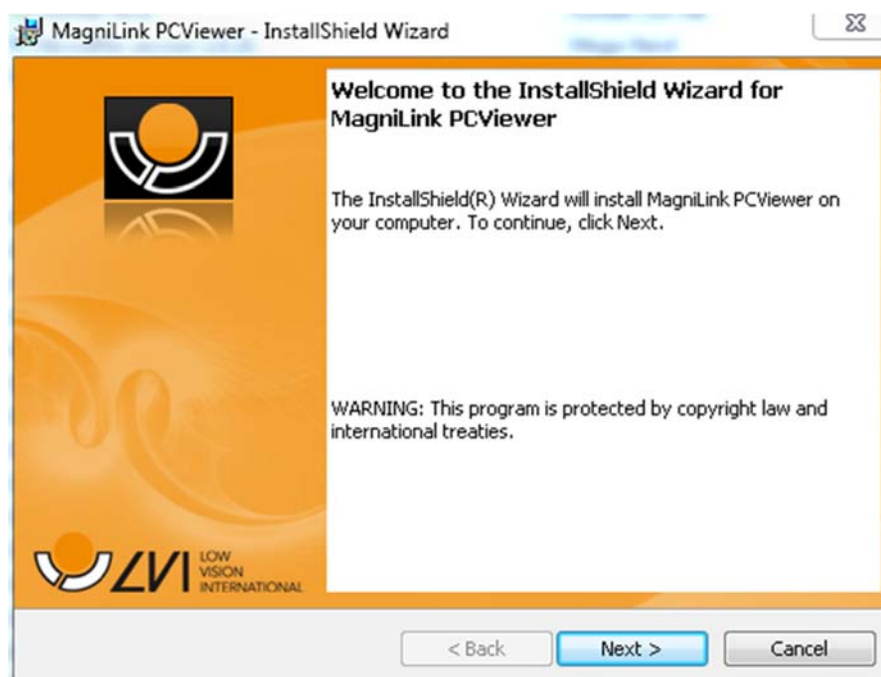 MagniLink PCViewer - InstallShield Wizard
Welcome to the InstallShield Wizard for
MagniLink PCViewer
The InstallShield(R) Wizard will install MagniLink PCViewer on
your computer. To continue, click Next.
WARNING: This program is protected by copyright law and
international treaties.
LVI
LOW
VISION
INTERNATIONAL
< Back
Next >
Cancel